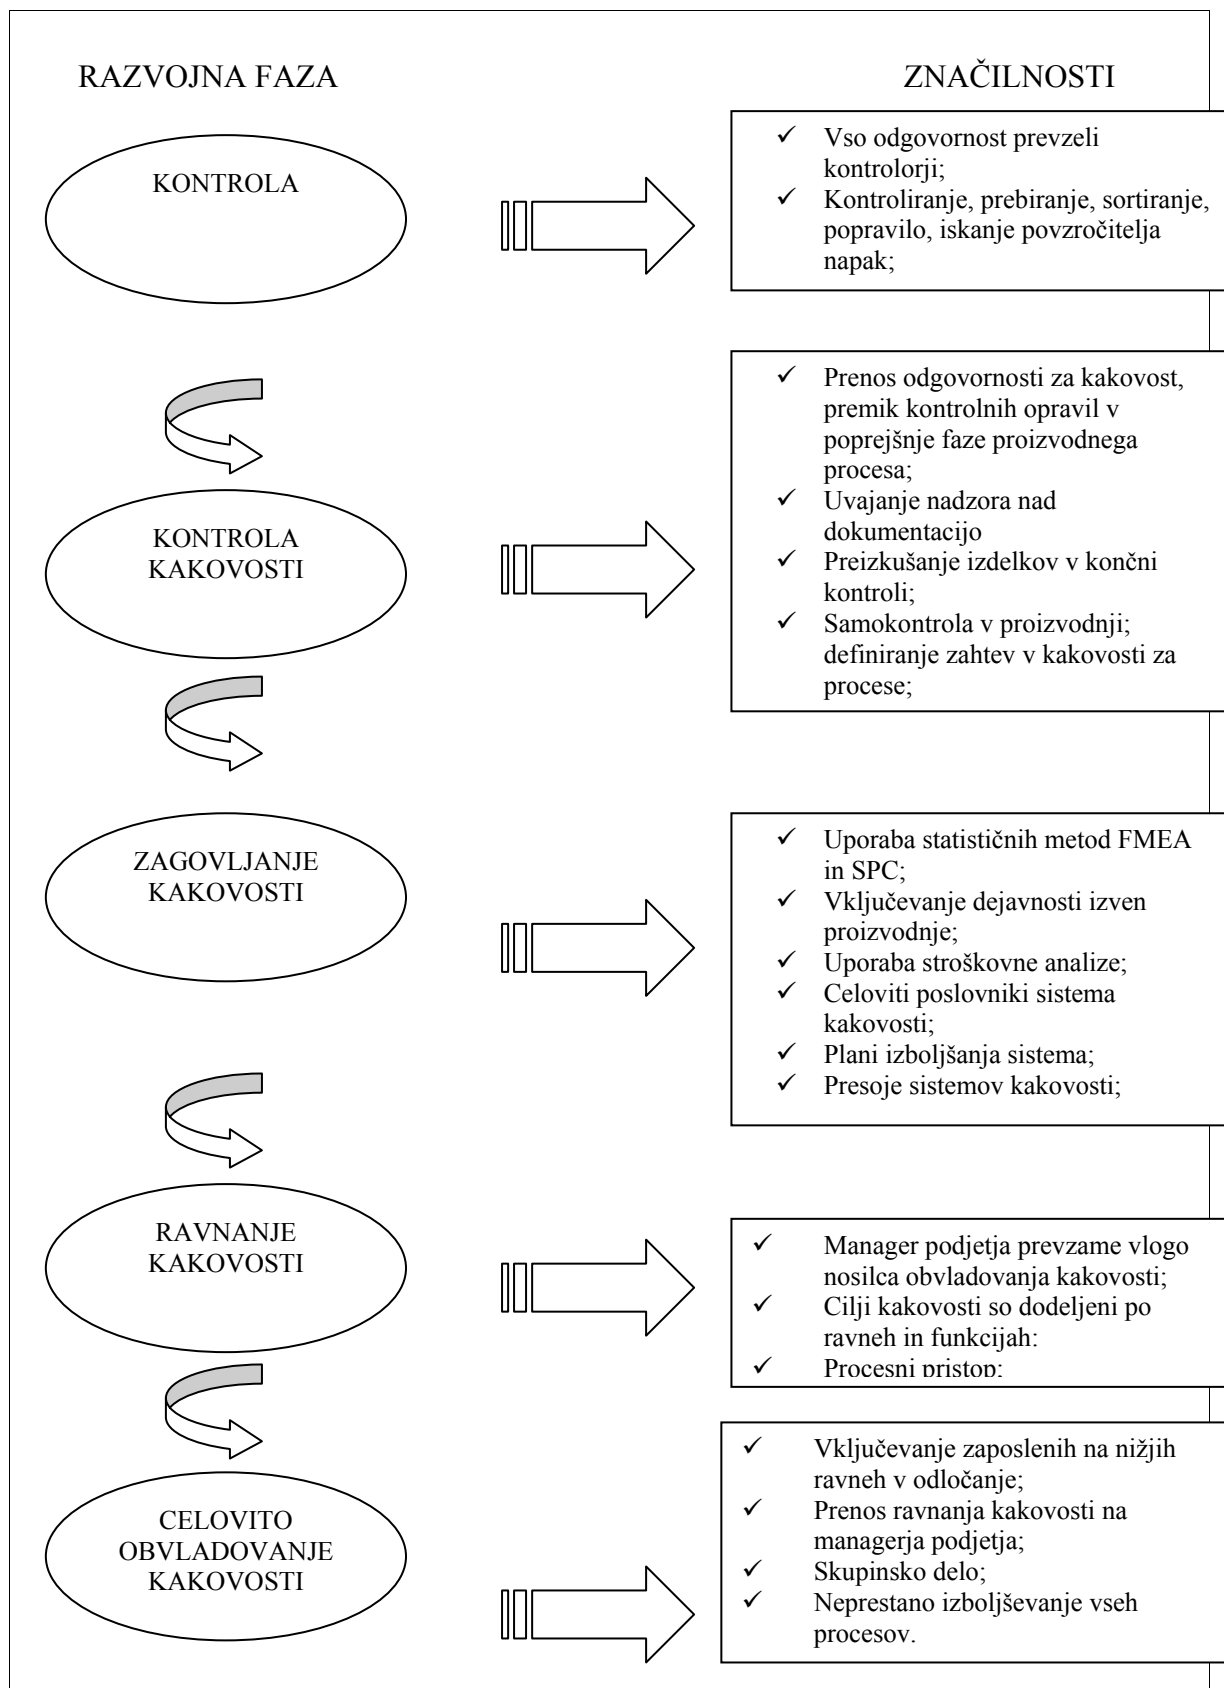 RAZVOJNA FAZA
ZNAČILNOSTI
KONTROLA
✓ Vso odgovornost prevzeli
kontrolorji;
✓ Kontroliranje, prebiranje, sortiranje,
popravilo, iskanje povzročitelja
napak;
KONTROLA
KAKOVOSTI
✓ Prenos odgovornosti za kakovost,
premik kontrolnih opravil v
poprejšnje faze proizvodnega
procesa;
✓ Uvajanje nadzora nad
dokumentacijo
✓ Preizkušanje izdelkov v končni
kontroli;
✓ Samokontrola v proizvodnji;
definiranje zahtev v kakovosti za
procese;
ZAGOVLJANJE
KAKOVOSTI
✓ Uporaba statističnih metod FMEA
in SPC;
✓ Vključevanje dejavnosti izven
proizvodnje;
✓ Uporaba stroškovne analize;
✓ Celoviti poslovniki sistema
kakovosti;
✓ Plani izboljšanja sistema;
✓ Presoje sistemov kakovosti;
RAVNANJE
KAKOVOSTI
✓ Manager podjetja prevzame vlogo
nosilca obvladovanja kakovosti;
✓ Cilji kakovosti so dodeljeni po
ravneh in funkcijah:
✓ Procesni pristop:
CELOVITO
OBVLADOVANJE
KAKOVOSTI
✓ Vključevanje zaposlenih na nižjih
ravneh v odločanje;
✓ Prenos ravnanja kakovosti na
managerja podjetja;
✓ Skupinsko delo;
✓ Neprestano izboljševanje vseh
procesov.